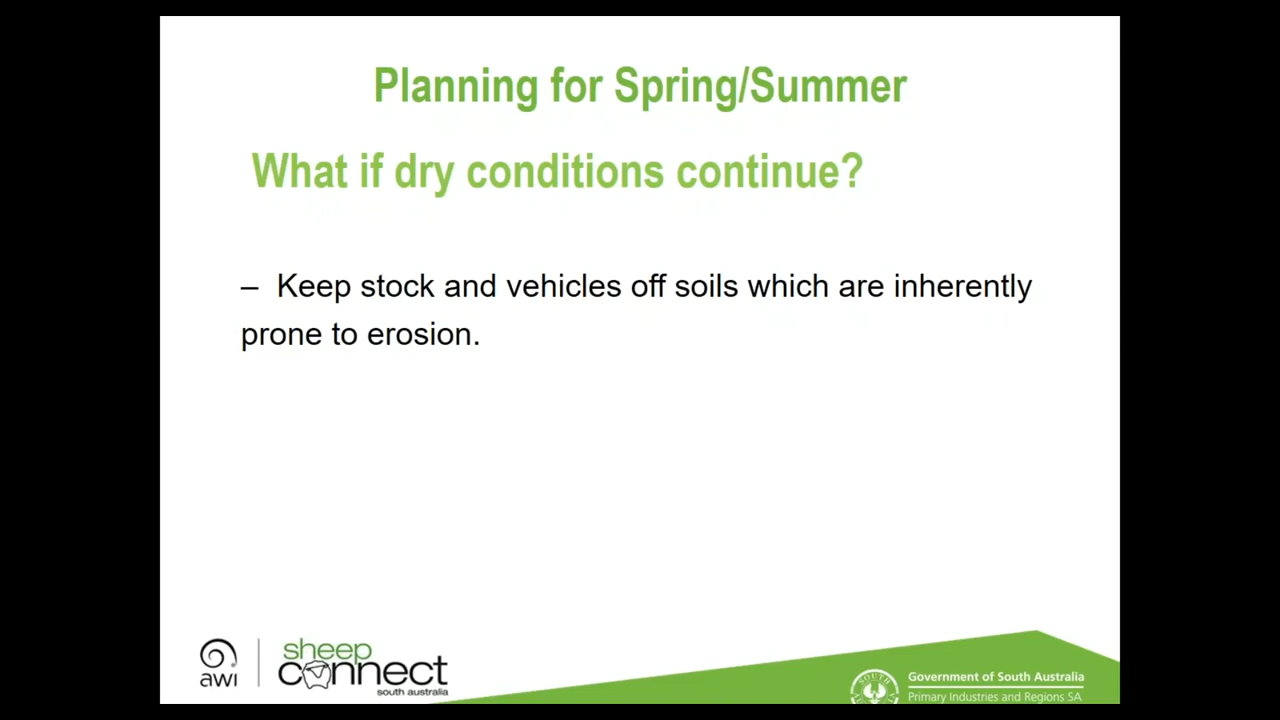 Planning for Spring/Summer
What if dry conditions continue?
– Keep stock and vehicles off soils which are inherently
prone to erosion.
awi
sheep
connect
south australia
SOUTH
Government of South Australia
Primary Industries and Regions SA